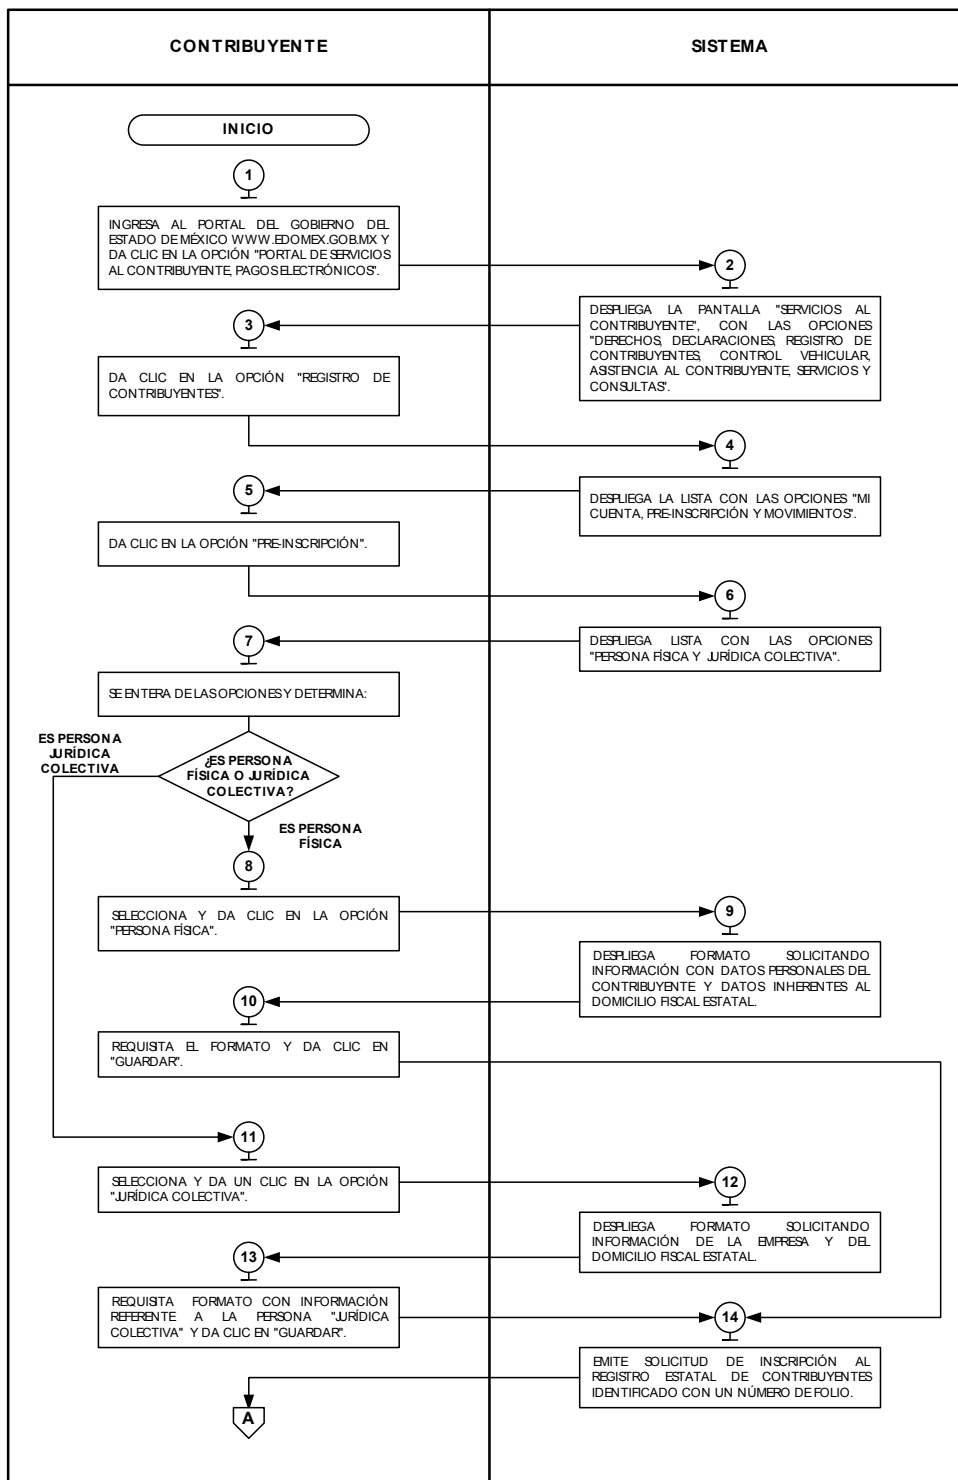 CONTRIBUYENTE
SISTEMA
INICIO
1
INGRESA AL PORTAL DEL GOBIERNO DEL
ESTADO DE MÉXICO WWW.EDOMEX.GOB.MX Y
DA CLIC EN LA OPCIÓN "PORTAL DE SERVICIOS
AL CONTRIBUYENTE, PAGOS ELECTRÓNICOS".
2
DESPLIEGA LA PANTALLA "SERVICIOS AL
CONTRIBUYENTE", CON LAS OPCIONES
"DERECHOS, DECLARACIONES, REGISTRO DE
CONTRIBUYENTES, CONTROL VEHICULAR,
ASISTENCIA AL CONTRIBUYENTE, SERVICIOS Y
CONSULTAS".
3
DA CLIC EN LA OPCIÓN "REGISTRO DE
CONTRIBUYENTES".
4
DESPLIEGA LA LISTA CON LAS OPCIONES "MI
CUENTA, PRE-INSCRIPCIÓN Y MOVIMIENTOS".
5
DA CLIC EN LA OPCIÓN "PRE-INSCRIPCIÓN".
6
DESPLIEGA LISTA CON LAS OPCIONES
"PERSONA FÍSICA Y JURÍDICA COLECTIVA".
7
SE ENTERA DE LAS OPCIONES Y DETERMINA:
ES PERSONA
JURÍDICA
COLECTIVA
¿ES PERSONA
FÍSICA O JURÍDICA
COLECTIVA?
ES PERSONA
FÍSICA
8
SELECCIONA Y DA CLIC EN LA OPCIÓN
"PERSONA FÍSICA".
9
DESPLIEGA FORMATO SOLICITANDO
INFORMACIÓN CON DATOS PERSONALES DEL
CONTRIBUYENTE Y DATOS INHERENTES AL
DOMICILIO FISCAL ESTATAL.
10
REQUISITA EL FORMATO Y DA CLIC EN
"GUARDAR".
11
SELECCIONA Y DA UN CLIC EN LA OPCIÓN
"JURÍDICA COLECTIVA".
12
DESPLIEGA FORMATO SOLICITANDO
INFORMACIÓN DE LA EMPRESA Y DEL
DOMICILIO FISCAL ESTATAL.
13
REQUISITA FORMATO CON INFORMACIÓN
REFERENTE A LA PERSONA "JURÍDICA
COLECTIVA" Y DA CLIC EN "GUARDAR".
14
EMITE SOLICITUD DE INSCRIPCIÓN AL
REGISTRO ESTATAL DE CONTRIBUYENTES
IDENTIFICADO CON UN NÚMERO DE FOLIO.
A